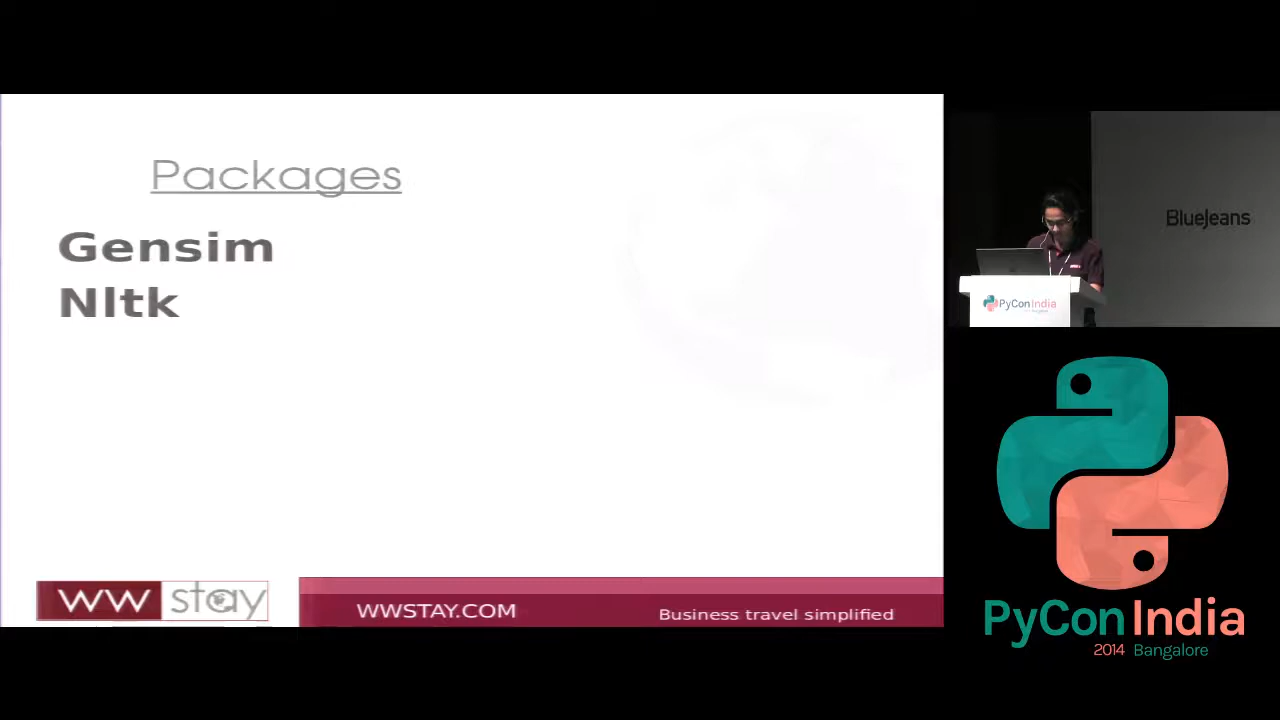 Packages
Gensim
Nltk
ww stay
WWSTAY.COM
Business travel simplified
BlueJeans
PyCon India
PyCon India
2014 Bangalore